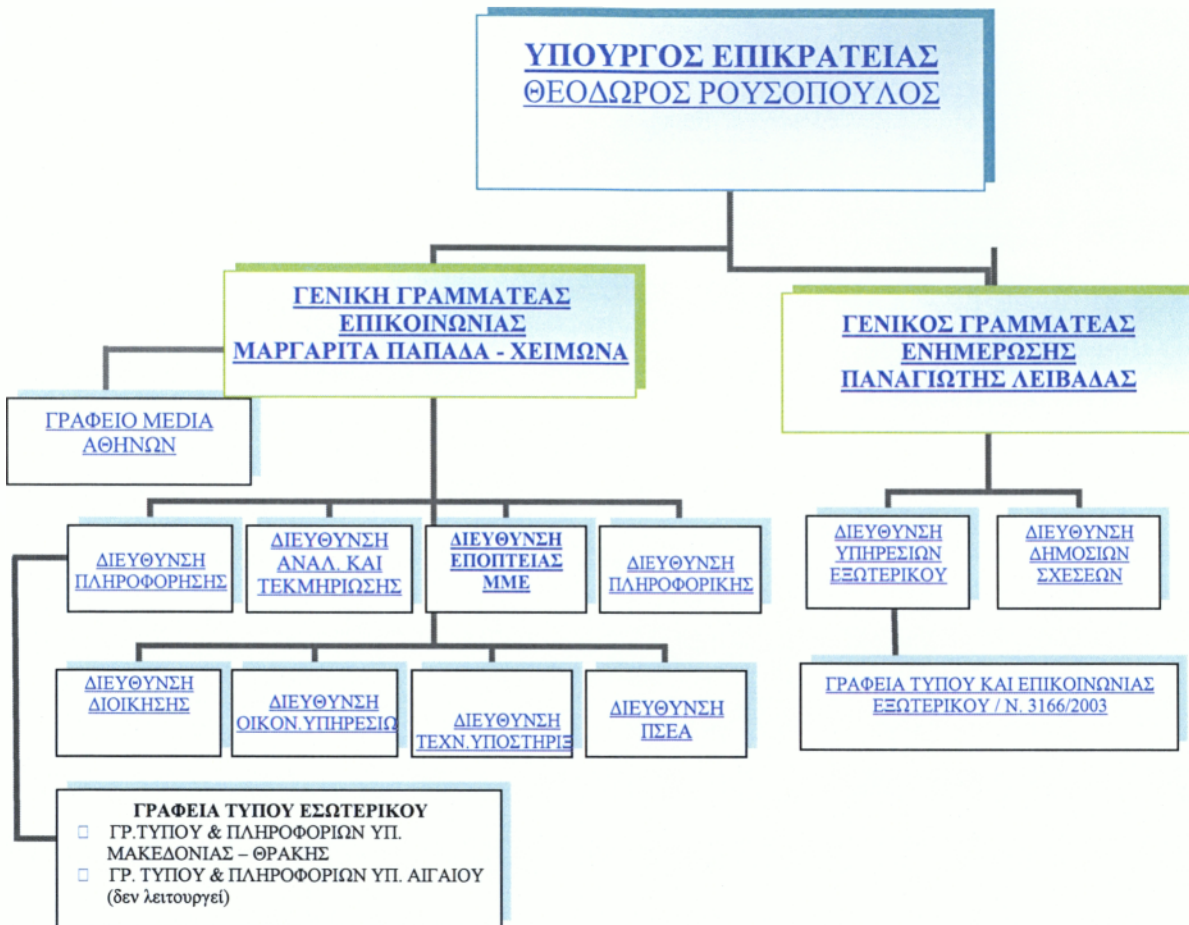 ΥΠΟΥΡΓΟΣ ΕΠΙΚΡΑΤΕΙΑΣ
ΘΕΟΔΩΡΟΣ ΡΟΥΣΟΠΟΥΛΟΣ
ΓΕΝΙΚΗ ΓΡΑΜΜΑΤΕΑΣ
ΕΠΙΚΟΙΝΩΝΙΑΣ
ΜΑΡΓΑΡΙΤΑ ΠΑΠΑΔΑ - ΧΕΙΜΩΝΑ
ΓΕΝΙΚΟΣ ΓΡΑΜΜΑΤΕΑΣ
ΕΝΗΜΕΡΩΣΗΣ
ΠΑΝΑΓΙΩΤΗΣ ΛΕΙΒΑΔΑΣ
ΓΡΑΦΕΙΟ MEDIA
ΑΘΗΝΩΝ
ΔΙΕΥΘΥΝΣΗ
ΠΛΗΡΟΦΟΡΗΣΗΣ
ΔΙΕΥΘΥΝΣΗ
ΑΝΑΛ. ΚΑΙ
ΤΕΚΜΗΡΙΩΣΗΣ
ΔΙΕΥΘΥΝΣΗ
ΕΠΟΠΤΕΙΑΣ
ΜΜΕ
ΔΙΕΥΘΥΝΣΗ
ΠΛΗΡΟΦΟΡΙΚΗΣ
ΔΙΕΥΘΥΝΣΗ
ΥΠΗΡΕΣΙΩΝ
ΕΞΩΤΕΡΙΚΟΥ
ΔΙΕΥΘΥΝΣΗ
ΔΗΜΟΣΙΩΝ
ΣΧΕΣΕΩΝ
ΔΙΕΥΘΥΝΣΗ
ΔΙΟΙΚΗΣΗΣ
ΔΙΕΥΘΥΝΣΗ
ΟΙΚΟΝ.ΥΠΗΡΕΣΙΩ
ΔΙΕΥΘΥΝΣΗ
ΤΕΧΝ.ΥΠΟΣΤΗΡΙΞ
ΔΙΕΥΘΥΝΣΗ
ΠΣΕΑ
ΓΡΑΦΕΙΑ ΤΥΠΟΥ ΚΑΙ ΕΠΙΚΟΙΝΩΝΙΑΣ
ΕΞΩΤΕΡΙΚΟΥ / Ν. 3166/2003
ΓΡΑΦΕΙΑ ΤΥΠΟΥ ΕΣΩΤΕΡΙΚΟΥ
ΓΡ.ΤΥΠΟΥ & ΠΛΗΡΟΦΟΡΙΩΝ ΥΠ.
ΜΑΚΕΔΟΝΙΑΣ – ΘΡΑΚΗΣ
ΓΡ. ΤΥΠΟΥ & ΠΛΗΡΟΦΟΡΙΩΝ ΥΠ. ΑΙΓΑΙΟΥ
(δεν λειτουργεί)